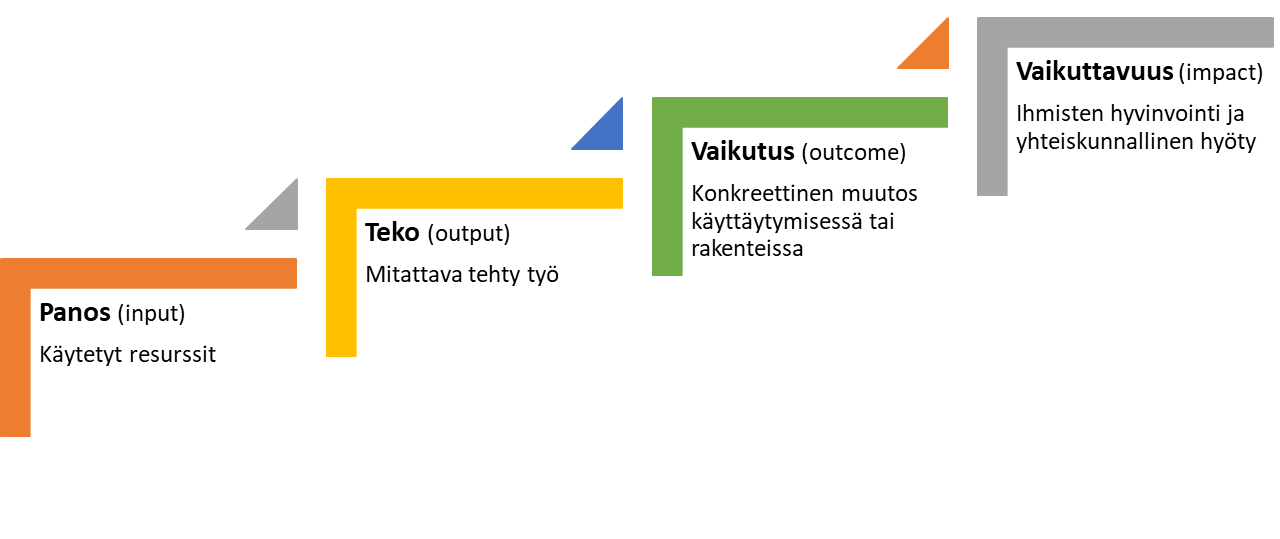 Panos (input)
Käytetyt resurssit
Teko (output)
Mitattava tehty työ
Vaikutus (outcome)
Konkreettinen muutos
käyttäytymisessä tai
rakenteissa
Vaikuttavuus (impact)
Ihmisten hyvinvointi ja
yhteiskunnallinen hyöty